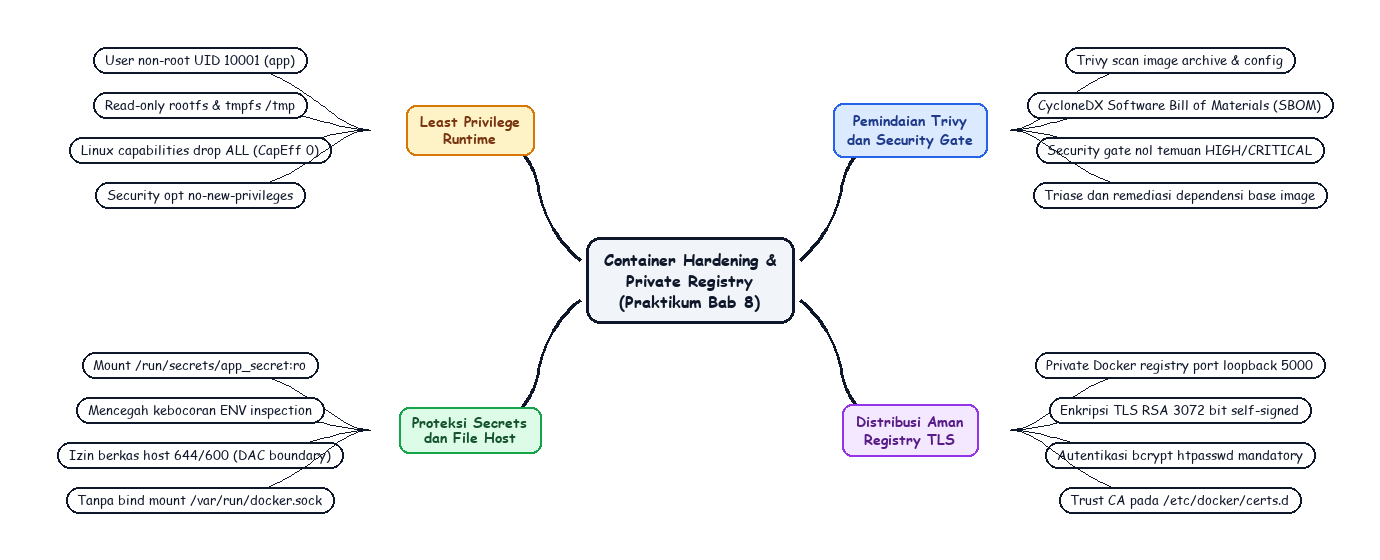 User non-root UID 10001 (app)
Read-only rootfs & tmpfs /tmp
Linux capabilities drop ALL (CapEff 0)
Security opt no-new-privileges
Least Privilege
Runtime
Pemindaian Trivy
dan Security Gate
Trivy scan image archive & config
CycloneDX Software Bill of Materials (SBOM)
Security gate nol temuan HIGH/CRITICAL
Triase dan remediasi dependensi base image
Container Hardening &
Private Registry
(Praktikum Bab 8)
Mount /run/secrets/app_secret:ro
Mencegah kebocoran ENV inspection
Izin berkas host 644/600 (DAC boundary)
Tanpa bind mount /var/run/docker.sock
Proteksi Secrets
dan File Host
Distribusi Aman
Registry TLS
Private Docker registry port loopback 5000
Enkripsi TLS RSA 3072 bit self-signed
Autentikasi bcrypt htpasswd mandatory
Trust CA pada /etc/docker/certs.d